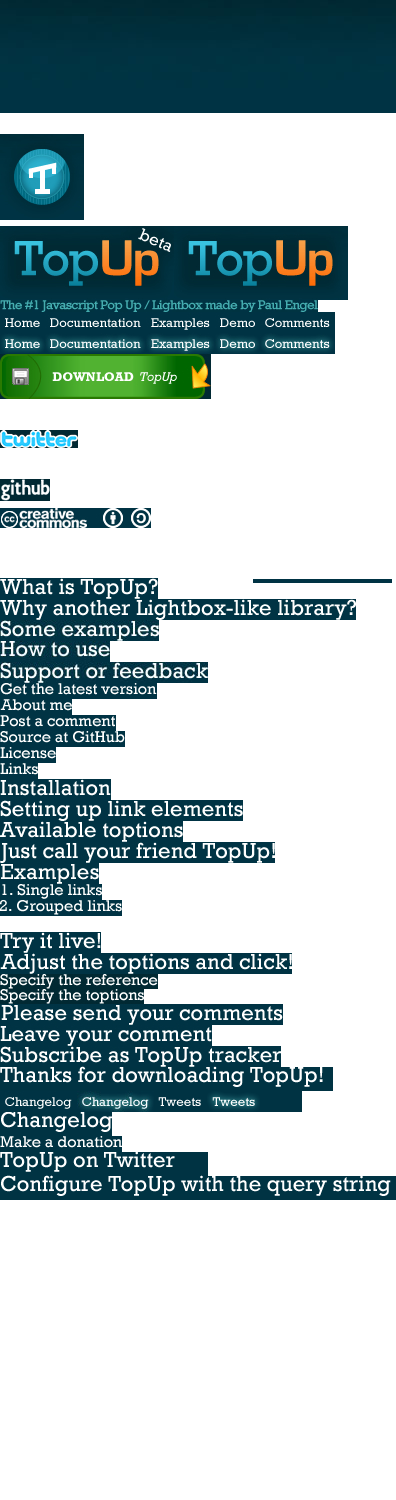 T
beta
TopUp TopUp
The #1 Javascript Pop Up / Lightbox made by Paul Engel
Home Documentation Examples Demo Comments
Home Documentation Examples Demo Comments
DOWNLOAD TopUp
twitter
github
cc creative commons
What is TopUp?
Why another Lightbox-like library?
Some examples
How to use
Support or feedback
Get the latest version
About me
Post a comment
Source at GitHub
License
Links
Installation
Setting up link elements
Available toptions
Just call your friend TopUp!
Examples
1. Single links
2. Grouped links
Try it live!
Adjust the toptions and click!
Specify the reference
Specify the toptions
Please send your comments
Leave your comment
Subscribe as TopUp tracker
Thanks for downloading TopUp!
Changelog Changelog Tweets Tweets
Changelog
Make a donation
TopUp on Twitter
Configure TopUp with the query string